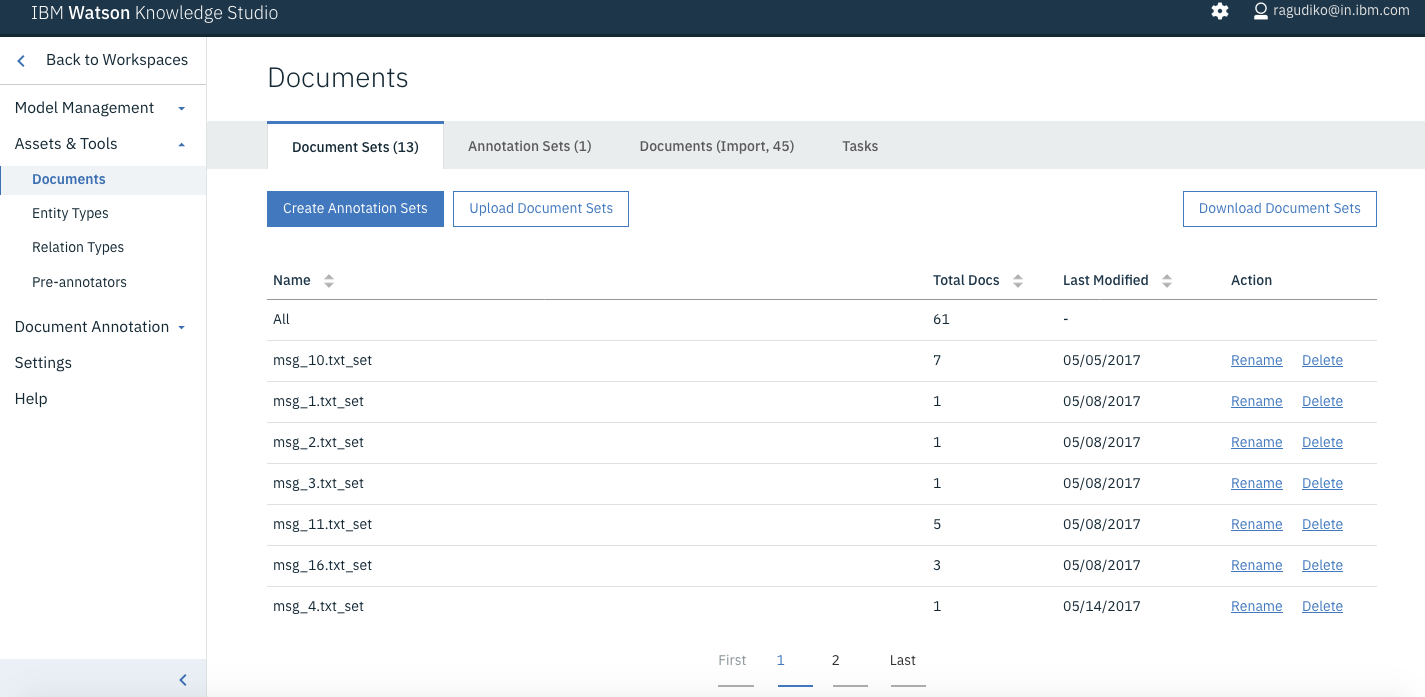 IBM Watson Knowledge Studio
ragudiko@in.ibm.com
Back to Workspaces
Model Management
Assets & Tools
Documents
Entity Types
Relation Types
Pre-annotators
Document Annotation
Settings
Help
Documents
Document Sets (13) Annotation Sets (1) Documents (Import, 45) Tasks
Create Annotation Sets Upload Document Sets Download Document Sets
Name Total Docs Last Modified Action
All 61 -
msg_10.txt_set 7 05/05/2017 Rename Delete
msg_1.txt_set 1 05/08/2017 Rename Delete
msg_2.txt_set 1 05/08/2017 Rename Delete
msg_3.txt_set 1 05/08/2017 Rename Delete
msg_11.txt_set 5 05/08/2017 Rename Delete
msg_16.txt_set 3 05/08/2017 Rename Delete
msg_4.txt_set 1 05/14/2017 Rename Delete
First 1 2 Last